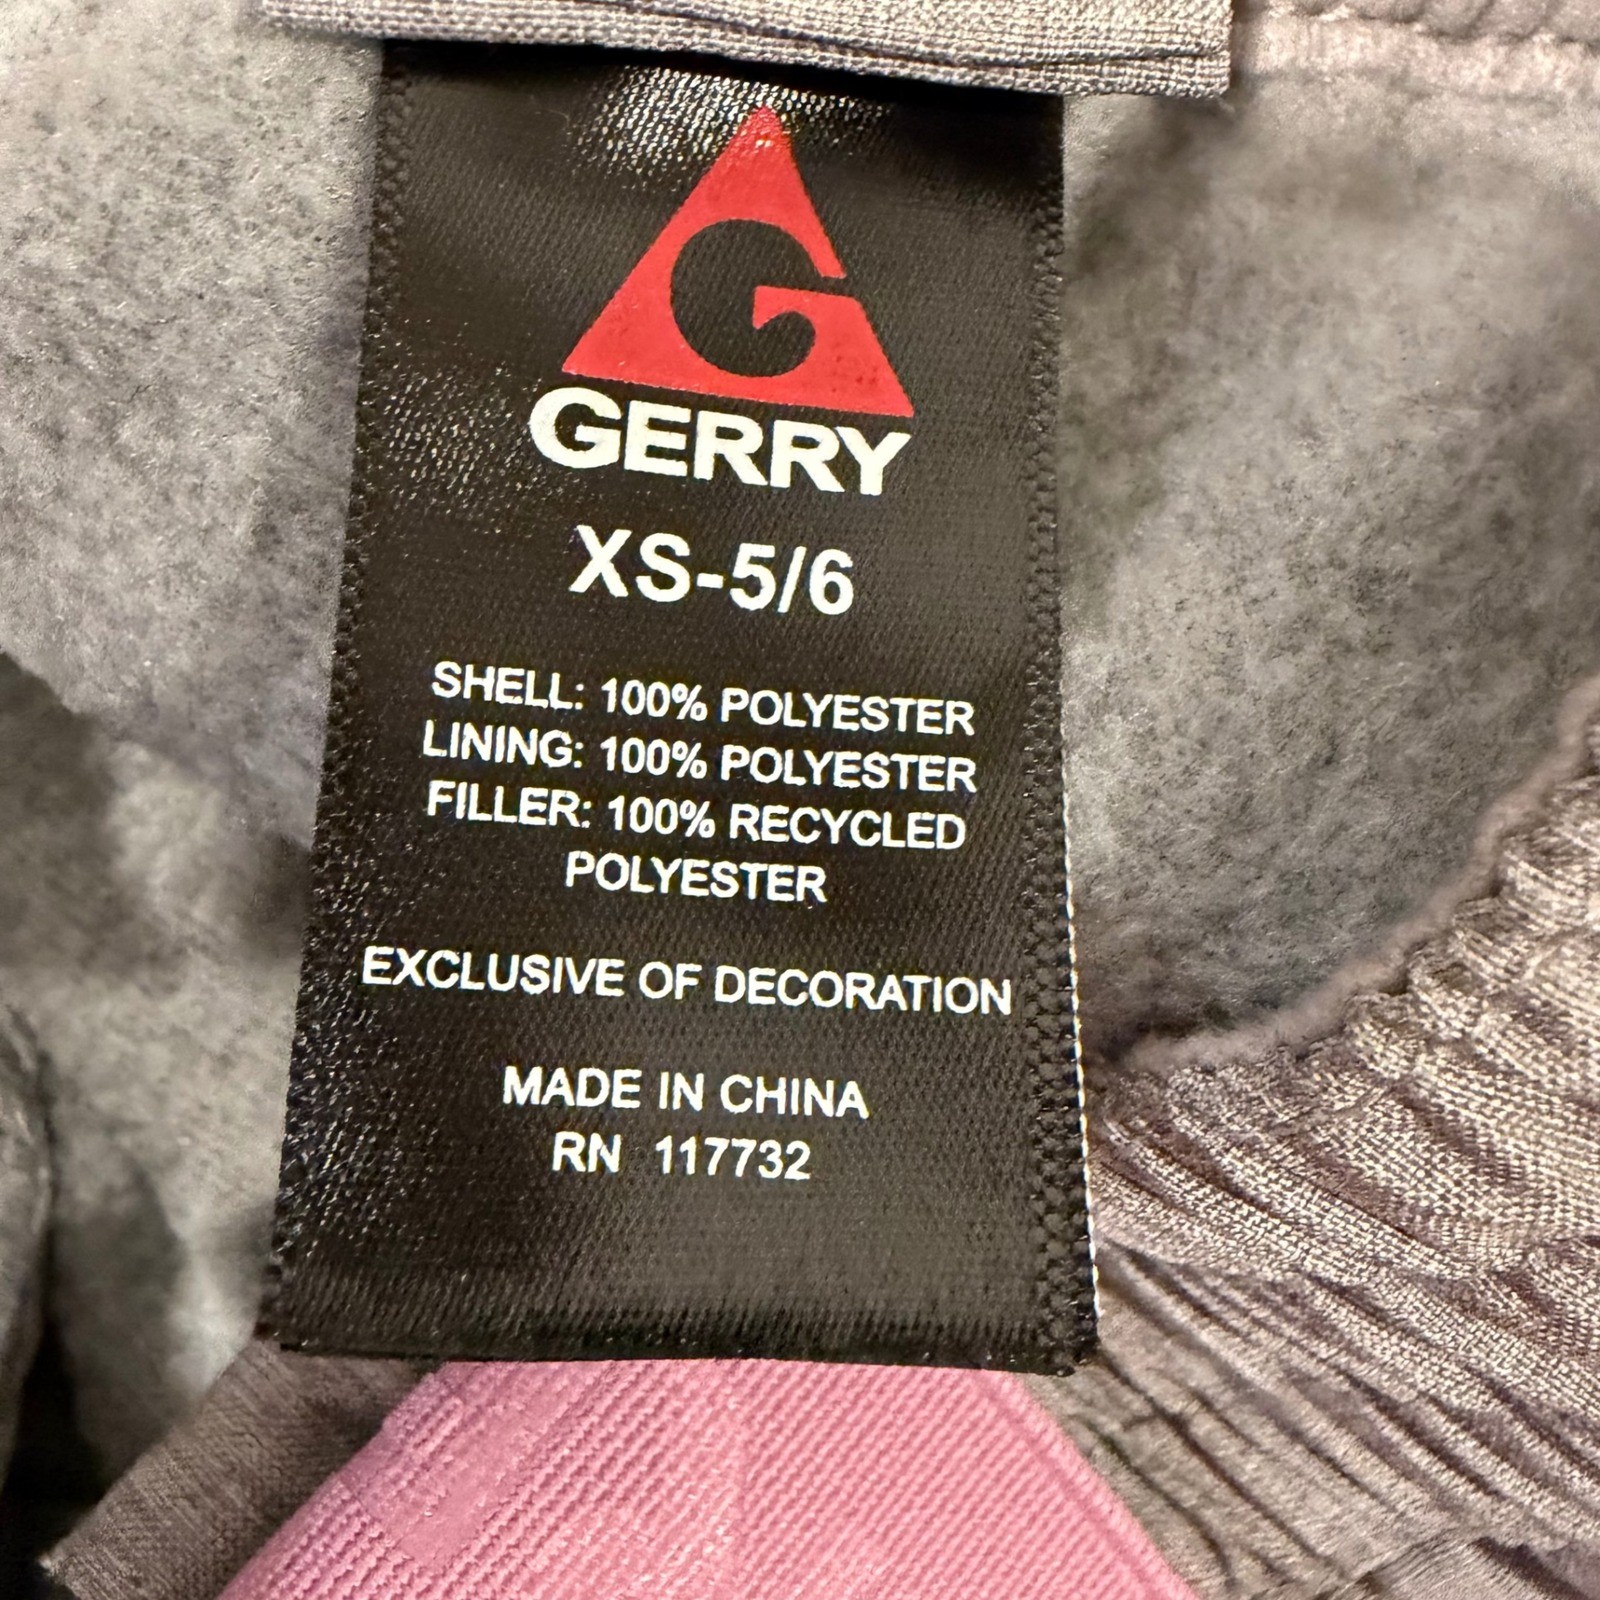 G
GERRY
XS-5/6
SHELL: 100% POLYESTER
LINING: 100% POLYESTER
FILLER: 100% RECYCLED
POLYESTER
EXCLUSIVE OF DECORATION
MADE IN CHINA
RN 117732